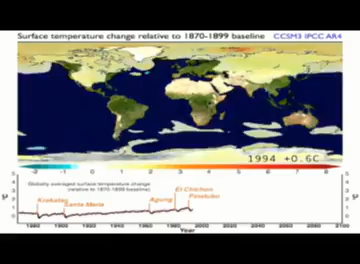 Surface temperature change relative to 1870-1899 baseline CCSM3 IPCC AR4
1994 +0.6C
-2 -1 0 1 2 3 4 5 6 7 8
Globally averaged surface temperature change
(relative to 1870-1899 baseline)
El Chichon
Krakatau Agung Pinatubo
Santa Maria
1880 1900 1920 1940 1960 1980 2000 2020 2040 2060 2080 2100
Year